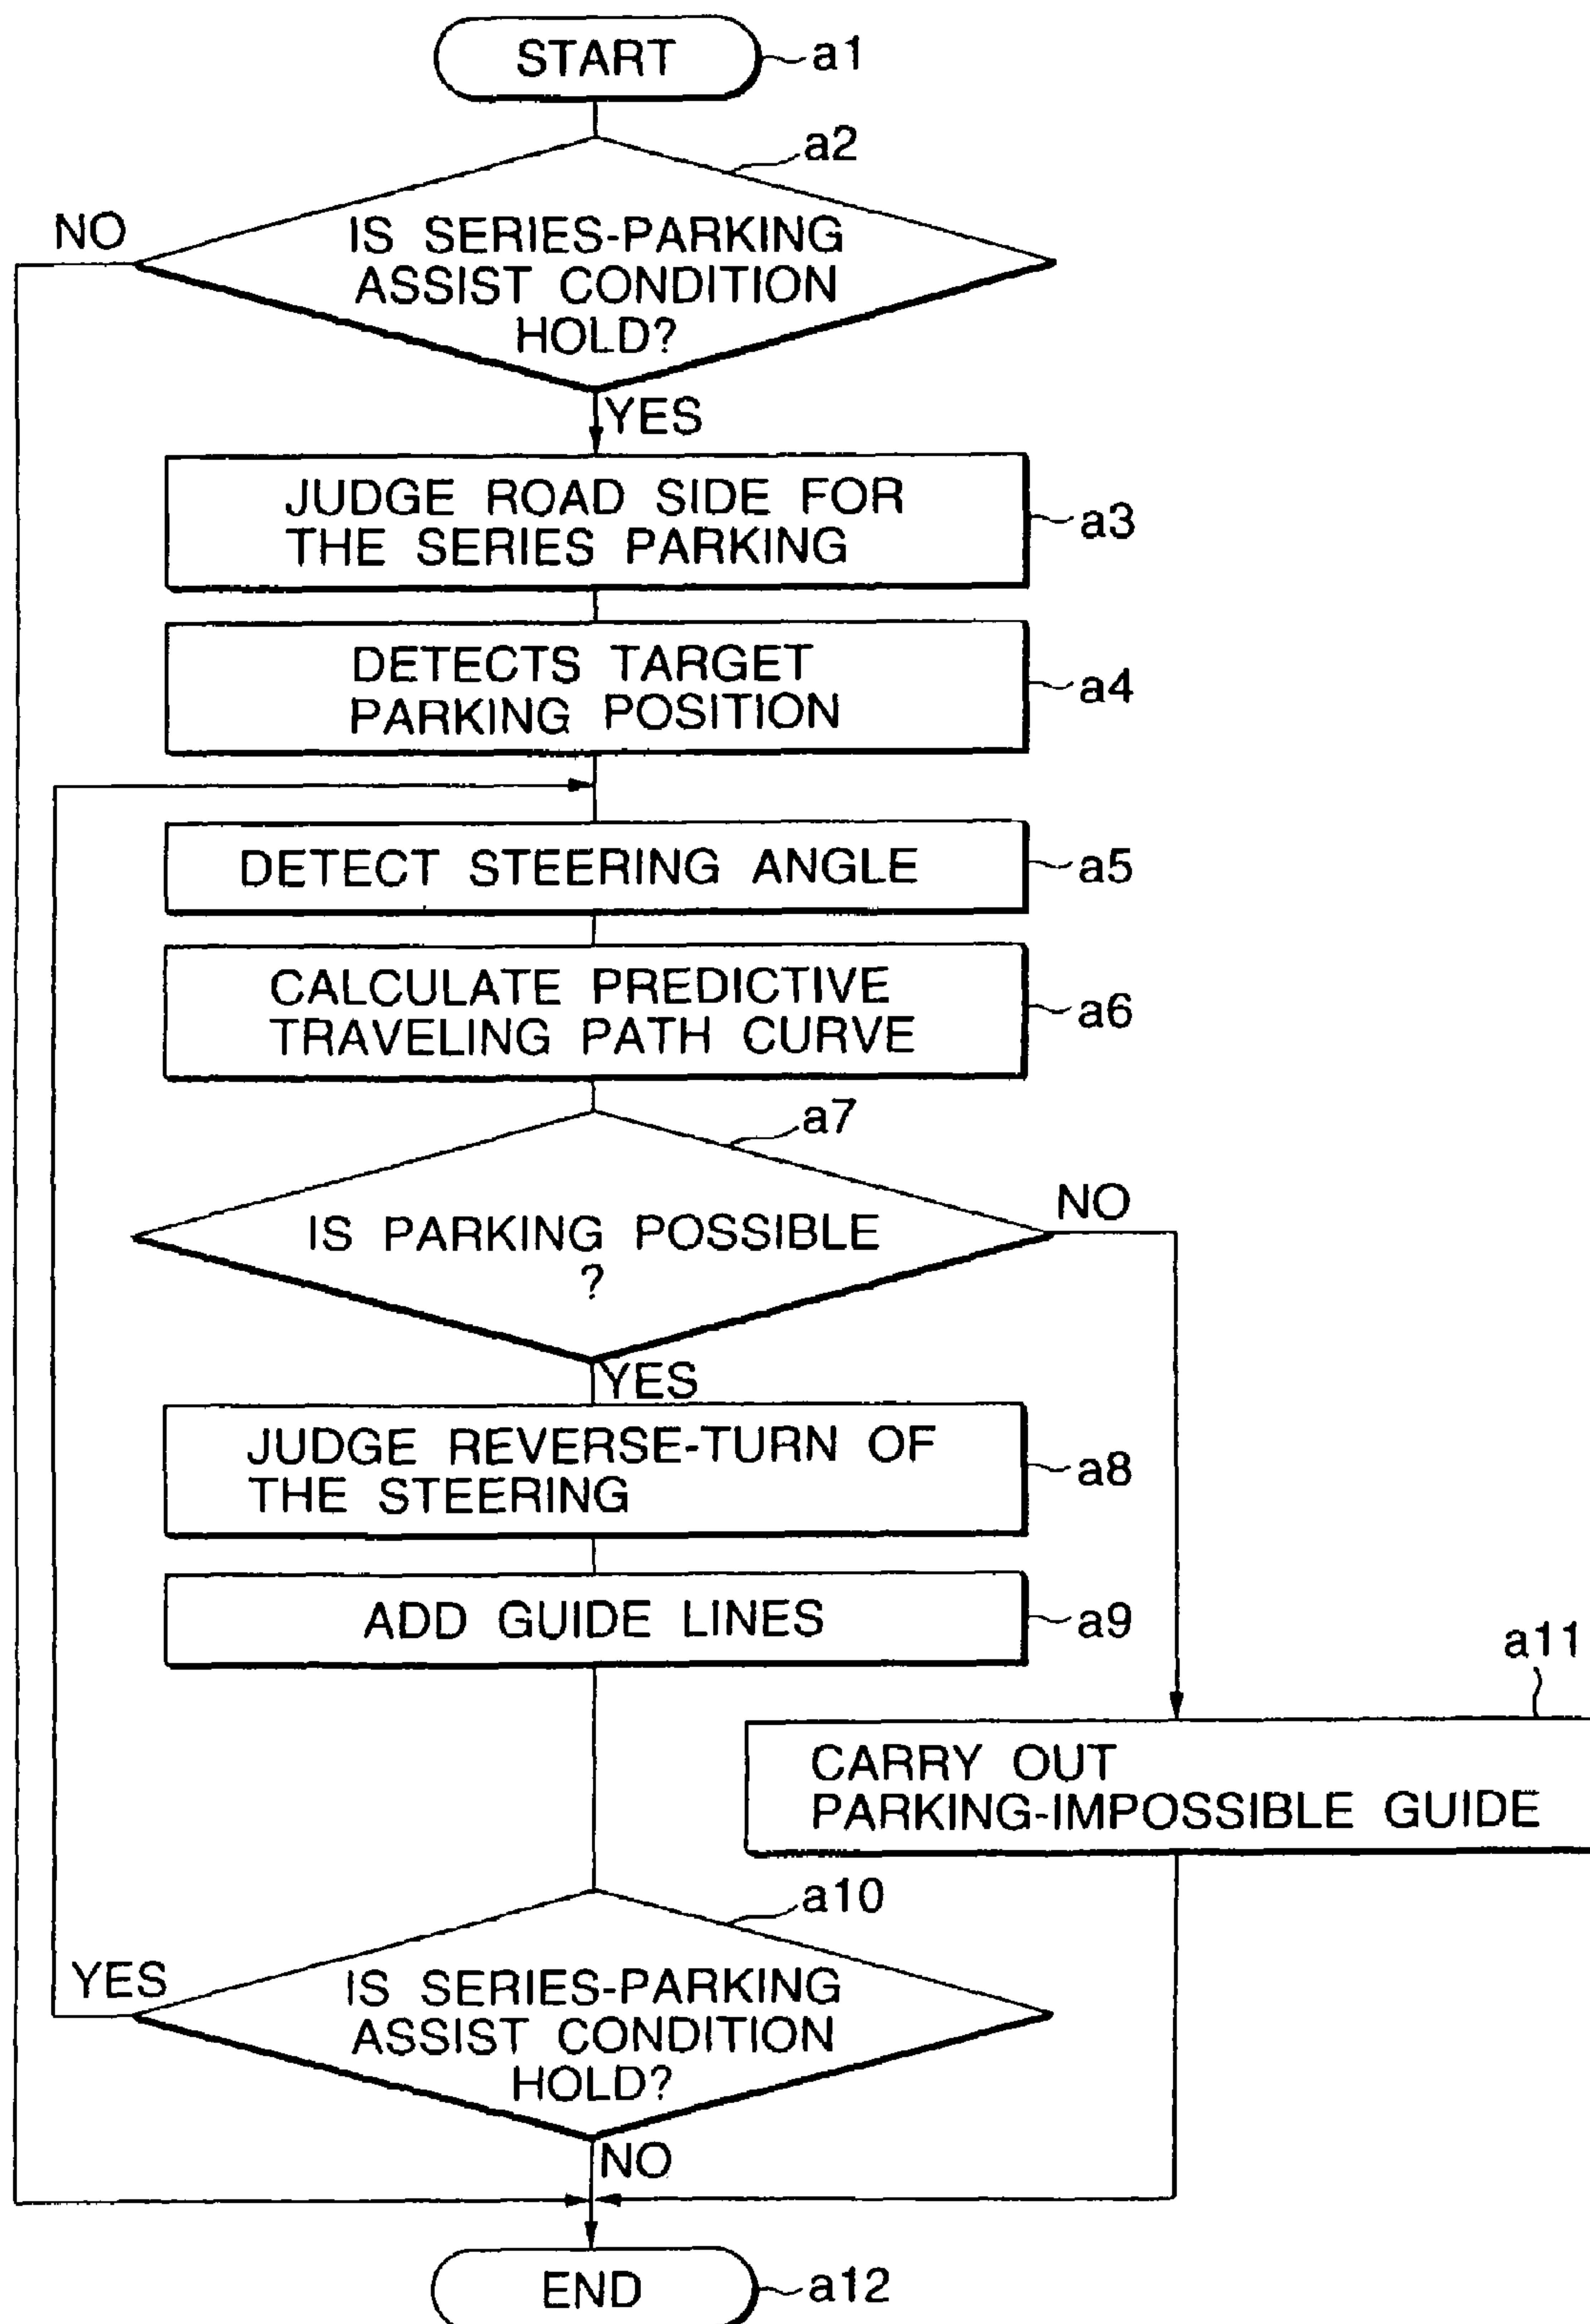 START
a1
a2
NO
IS SERIES-PARKING
ASSIST CONDITION
HOLD?
YES
JUDGE ROAD SIDE FOR
THE SERIES PARKING
a3
DETECTS TARGET
PARKING POSITION
a4
DETECT STEERING ANGLE
a5
CALCULATE PREDICTIVE
TRAVELING PATH CURVE
a6
a7
IS PARKING POSSIBLE
?
NO
YES
JUDGE REVERSE-TURN OF
THE STEERING
a8
ADD GUIDE LINES
a9
a11
CARRY OUT
PARKING-IMPOSSIBLE GUIDE
a10
YES
IS SERIES-PARKING
ASSIST CONDITION
HOLD?
NO
END
a12